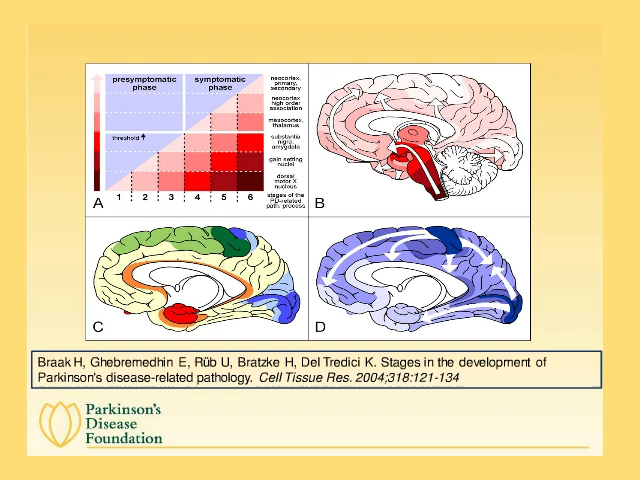 presymptomatic
phase
symptomatic
phase
threshold
neocortex,
primary,
secondary
neocortex
high order
association
mesocortex,
thalamus
substantia
nigra,
amygdala
gain setting
nuclei
dorsal
motor X
nucleus
1 2 3 4 5 6
stages of the
PD-related
path. process
A
B
C
D
Braak H, Ghebremedhin E, Rüb U, Bratzke H, Del Tredici K. Stages in the development of
Parkinson's disease-related pathology. Cell Tissue Res. 2004;318:121-134
Parkinson's
Disease
Foundation